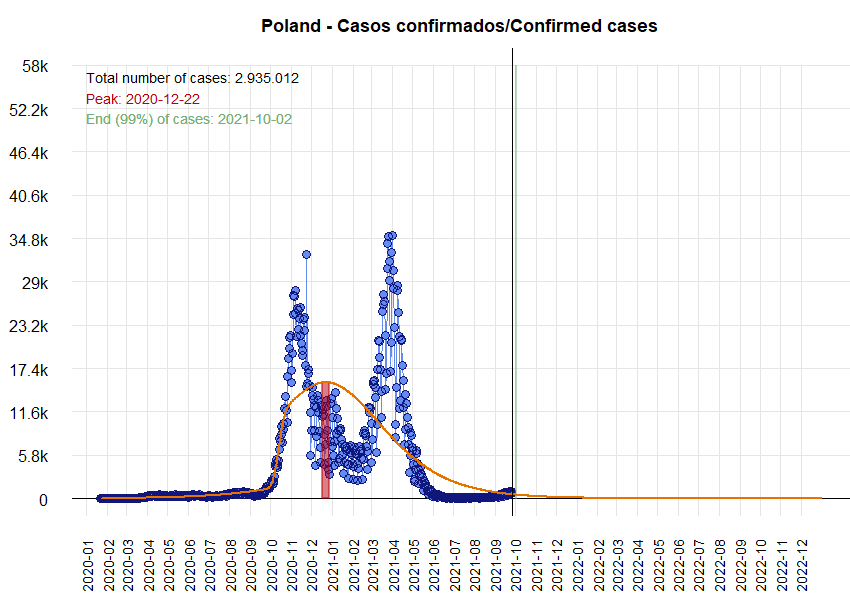 Poland - Casos confirmados/Confirmed cases
58k
Total number of cases: 2.935.012
Peak: 2020-12-22
End (99%) of cases: 2021-10-02
52.2k
46.4k
40.6k
34.8k
29k
23.2k
17.4k
11.6k
5.8k
0
2020-01
2020-02
2020-03
2020-04
2020-05
2020-06
2020-07
2020-08
2020-09
2020-10
2020-11
2020-12
2021-01
2021-02
2021-03
2021-04
2021-05
2021-06
2021-07
2021-08
2021-09
2021-10
2021-11
2021-12
2022-01
2022-02
2022-03
2022-04
2022-05
2022-06
2022-07
2022-08
2022-09
2022-10
2022-11
2022-12